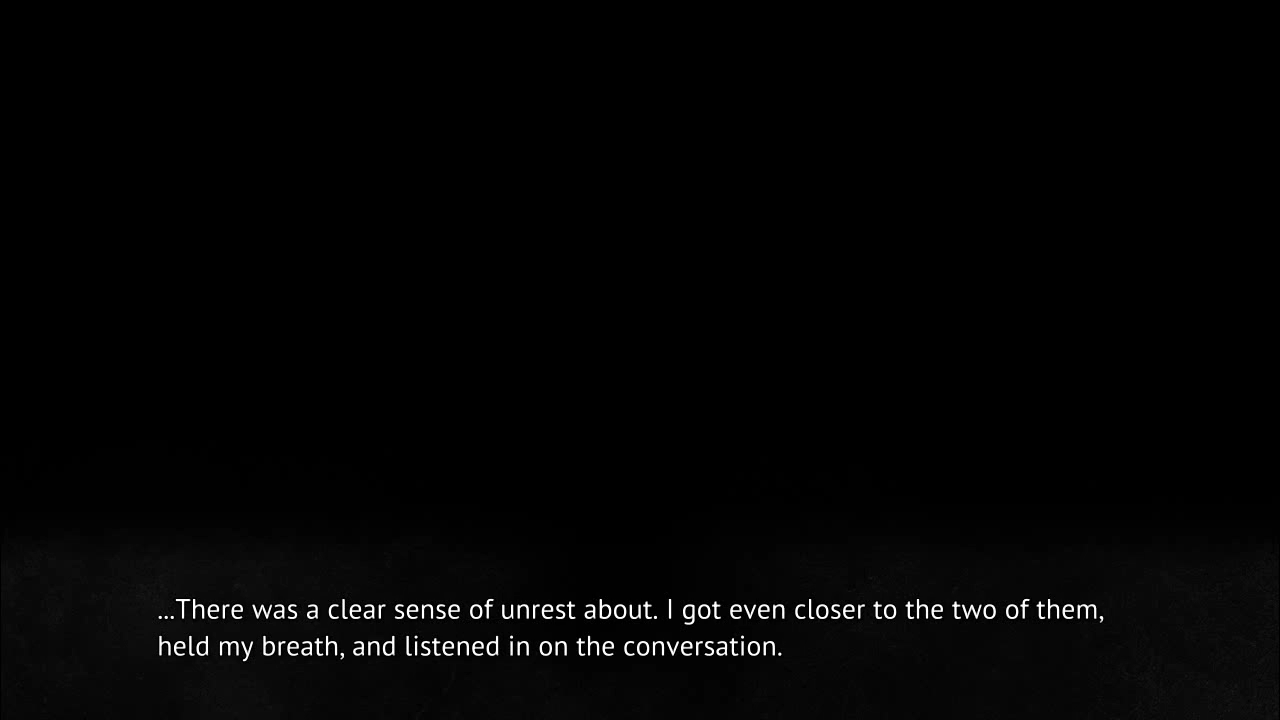 ...There was a clear sense of unrest about. I got even closer to the two of them,
held my breath, and listened in on the conversation.